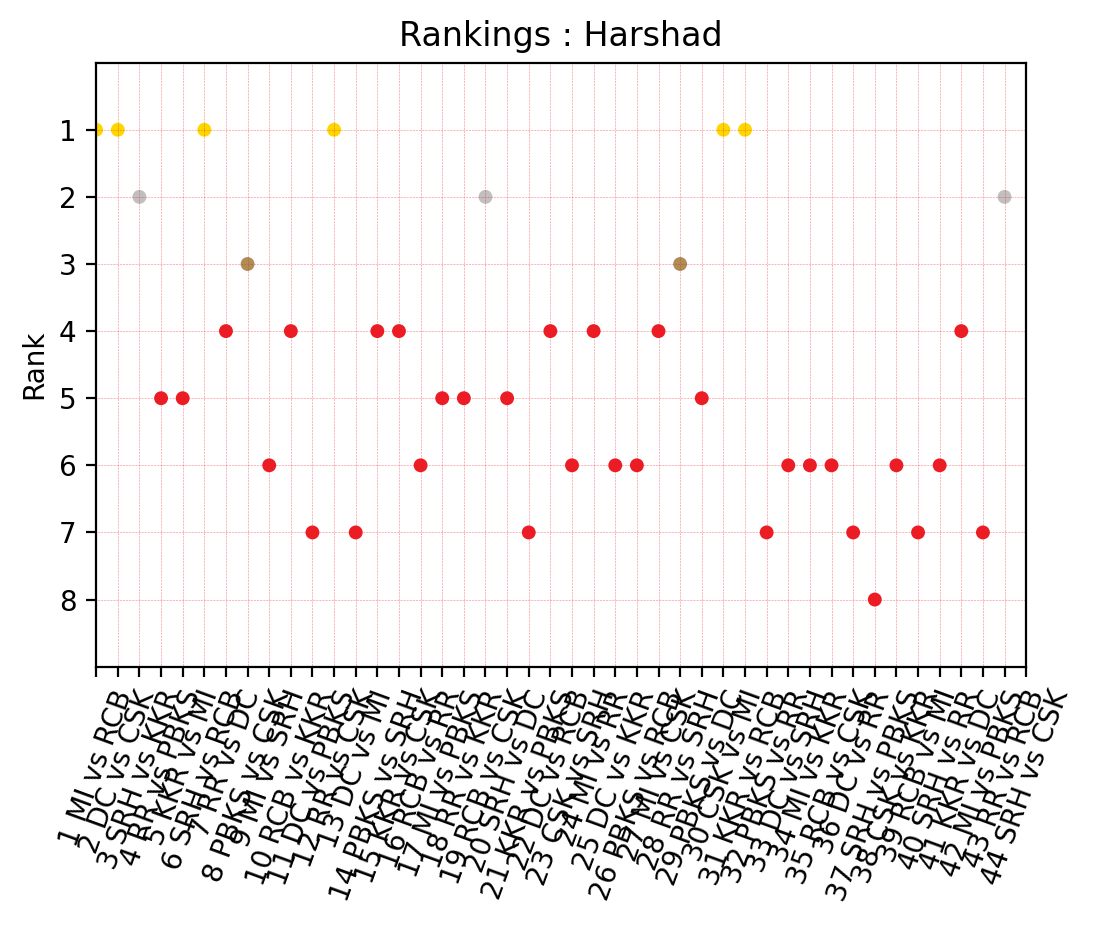 Rankings : Harshad
Rank
1
2
3
4
5
6
7
8
1 MI vs RCB
2 DC vs CSK
3 SRH vs KKR
4 RR vs PBKS
5 KKR vs MI
6 SRH vs RCB
7 RR vs DC
8 PBKS vs CSK
9 MI vs SRH
10 RCB vs KKR
11 DC vs PBKS
12 RR vs CSK
13 DC vs MI
14 PBKS vs SRH
15 KKR vs CSK
16 RCB vs RR
17 MI vs PBKS
18 RR vs KKR
19 RCB vs CSK
20 SRH vs DC
21 KKR vs PBKS
22 DC vs RCB
23 CSK vs SRH
24 MI vs RR
25 DC vs KKR
26 PBKS vs RCB
27 MI vs CSK
28 RR vs SRH
29 PBKS vs DC
30 CSK vs MI
31 KKR vs RCB
32 PBKS vs RR
33 DC vs SRH
34 MI vs KKR
35 RCB vs CSK
36 DC vs RR
37 SRH vs PBKS
38 CSK vs KKR
39 RCB vs MI
40 SRH vs RR
41 KKR vs DC
42 MI vs PBKS
43 RR vs RCB
44 SRH vs CSK